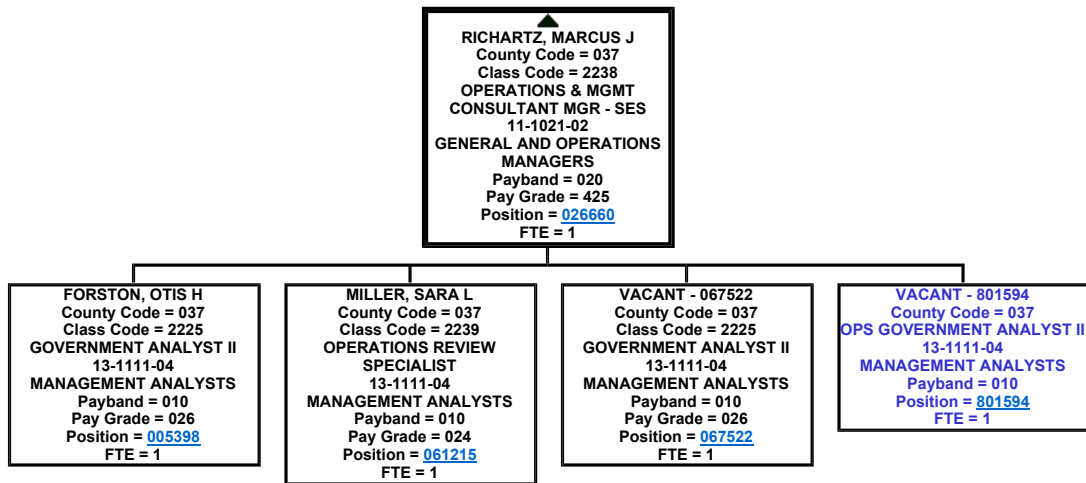 RICHARTZ, MARCUS J
County Code = 037
Class Code = 2238
OPERATIONS & MGMT
CONSULTANT MGR - SES
11-1021-02
GENERAL AND OPERATIONS
MANAGERS
Payband = 020
Pay Grade = 425
Position = 026660
FTE = 1
FORSTON, OTIS H
County Code = 037
Class Code = 2225
GOVERNMENT ANALYST II
13-1111-04
MANAGEMENT ANALYSTS
Payband = 010
Pay Grade = 026
Position = 005398
FTE = 1
MILLER, SARA L
County Code = 037
Class Code = 2239
OPERATIONS REVIEW
SPECIALIST
13-1111-04
MANAGEMENT ANALYSTS
Payband = 010
Pay Grade = 024
Position = 061215
FTE = 1
VACANT - 067522
County Code = 037
Class Code = 2225
GOVERNMENT ANALYST II
13-1111-04
MANAGEMENT ANALYSTS
Payband = 010
Pay Grade = 026
Position = 067522
FTE = 1
VACANT - 801594
County Code = 037
OPS GOVERNMENT ANALYST II
13-1111-04
MANAGEMENT ANALYSTS
Payband = 010
Position = 801594
FTE = 1